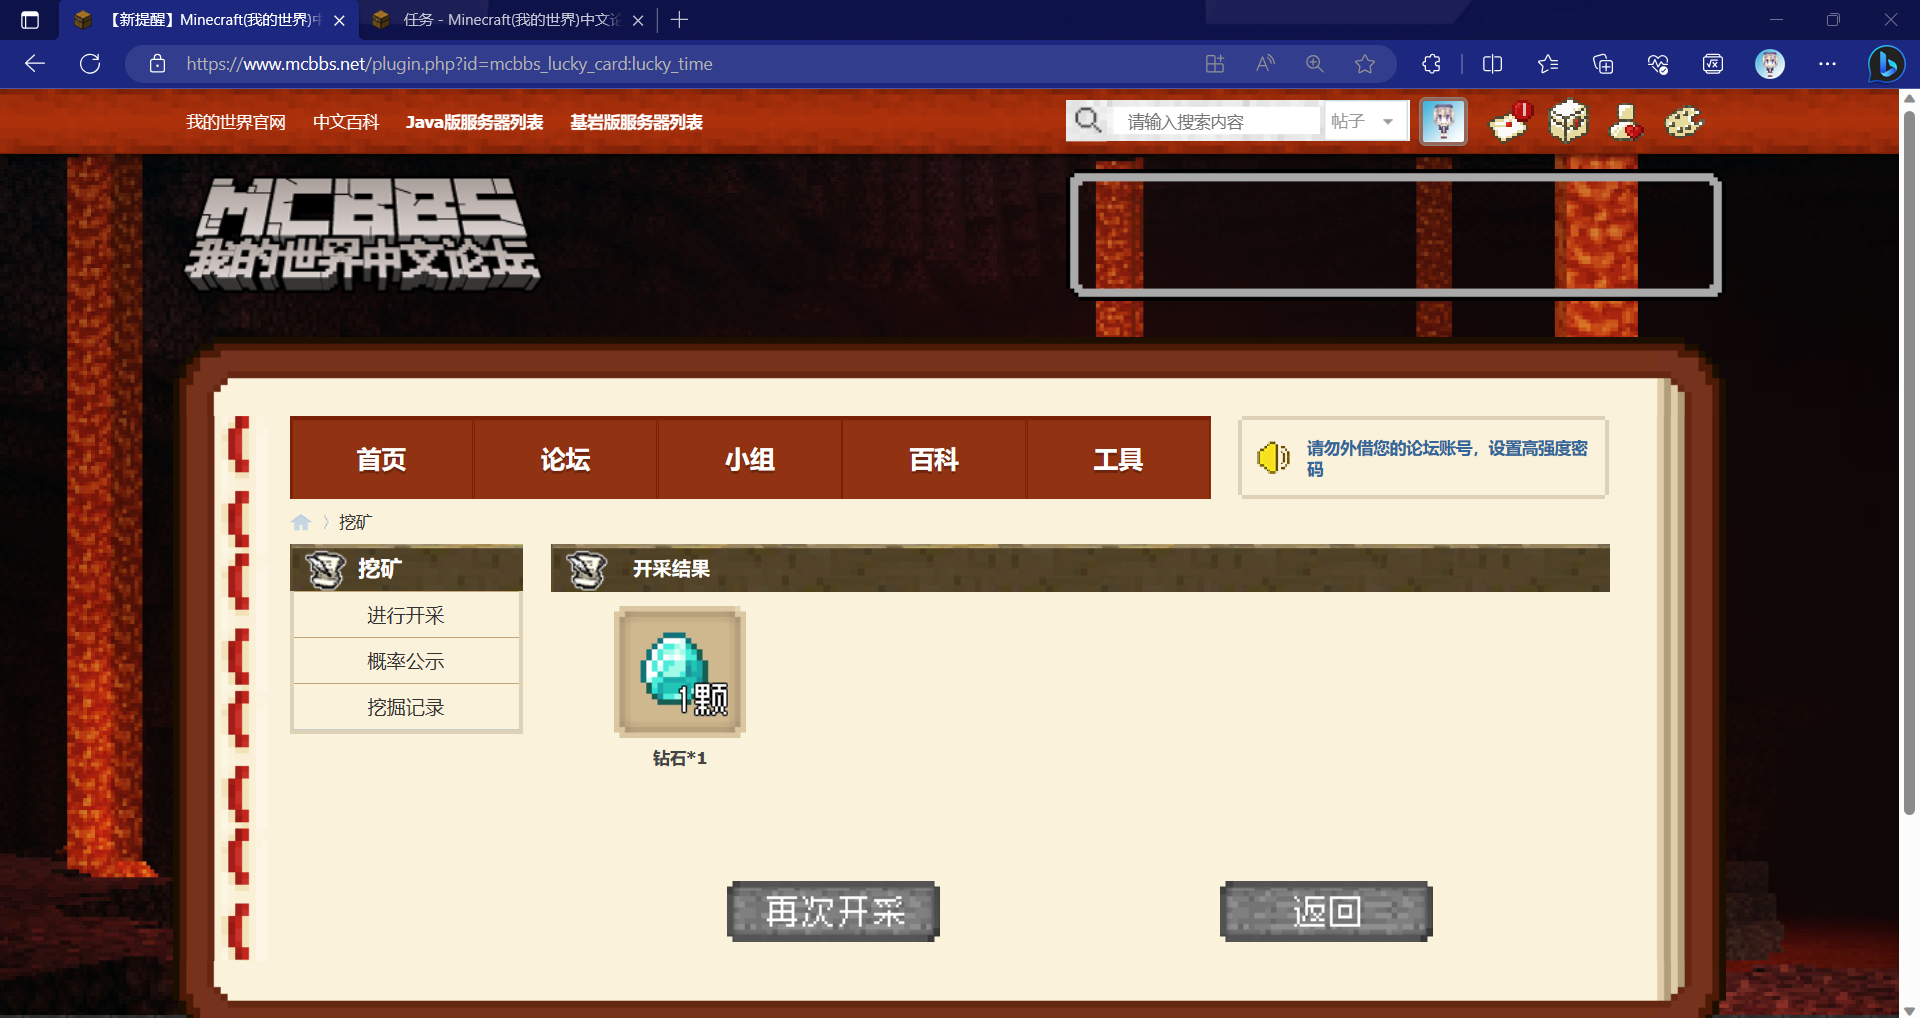 【新提醒】Minecraft(我的世界)中
任务 - Minecraft(我的世界)中文论
https://www.mcbbs.net/plugin.php?id=mcbbs_lucky_card:lucky_time
我的世界官网 中文百科 Java版服务器列表 基岩版服务器列表
请输入搜索内容 帖子
MCBBS
我的世界中文论坛
首页 论坛 小组 百科 工具
请勿外借您的论坛账号，设置高强度密
码
挖矿
挖矿
开采结果
进行开采
概率公示
挖掘记录
1颗
钻石*1
再次开采 返回